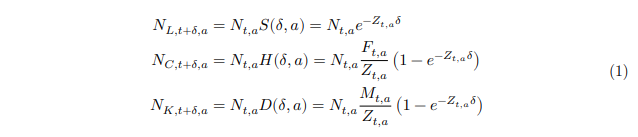 N_{L,t+δ,a} = N_{t,a}S(δ, a) = N_{t,a}e^{-Z_{t,a}δ}
N_{C,t+δ,a} = N_{t,a}H(δ, a) = N_{t,a} \frac{F_{t,a}}{Z_{t,a}} (1 - e^{-Z_{t,a}δ})
(1)
N_{K,t+δ,a} = N_{t,a}D(δ, a) = N_{t,a} \frac{M_{t,a}}{Z_{t,a}} (1 - e^{-Z_{t,a}δ})